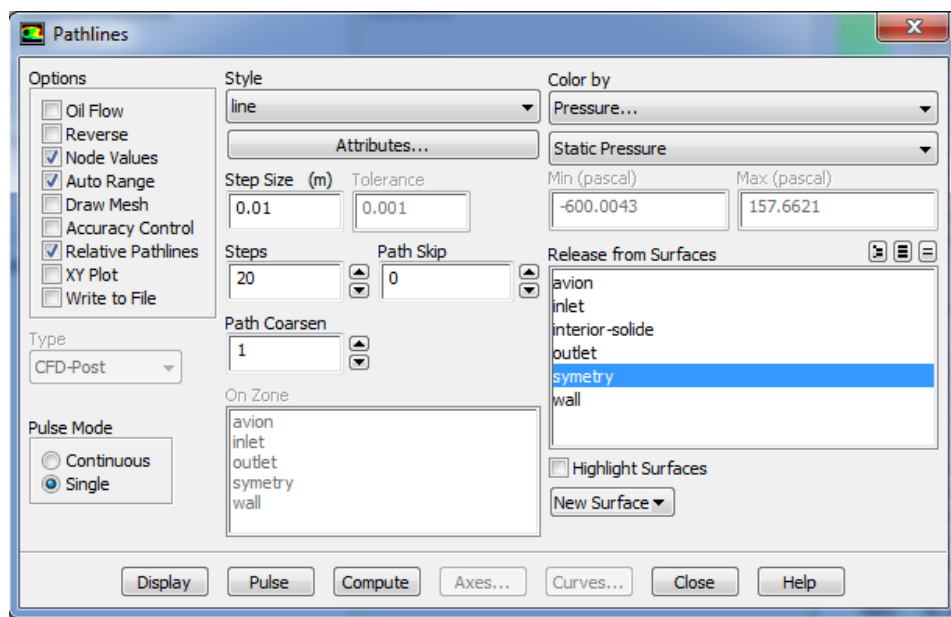 Pathlines
X
Options
Oil Flow
Reverse
Node Values
Auto Range
Draw Mesh
Accuracy Control
Relative Pathlines
XY Plot
Write to File
Type
CFD-Post
Pulse Mode
Continuous
Single
Style
line
Attributes...
Step Size (m) Tolerance
0.01 0.001
Steps Path Skip
20 0
Path Coarsen
1
On Zone
avion
inlet
outlet
symetry
wall
Color by
Pressure...
Static Pressure
Min (pascal) Max (pascal)
-600.0043 157.6621
Release from Surfaces
avion
inlet
interior-solide
outlet
symetry
wall
Highlight Surfaces
New Surface
Display Pulse Compute Axes... Curves... Close Help